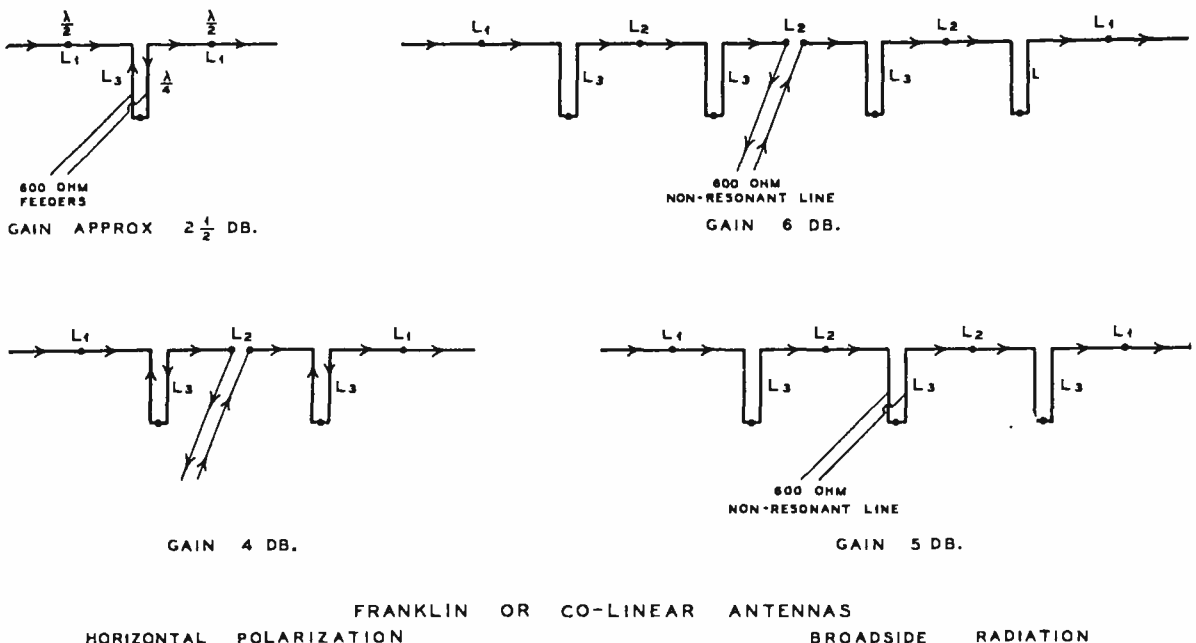 λ/2 λ/2
L1 L1
L3 λ/4
600 OHM
FEEDERS
GAIN APPROX 2 1/2 DB.
L1 L2 L2 L2 L1
L3 L3 L3 L
600 OHM
NON-RESONANT LINE
GAIN 6 DB.
L1 L2 L1
L3
GAIN 4 DB.
L1 L2 L2 L1
L3 L3 L3
600 OHM
NON-RESONANT LINE
GAIN 5 DB.
FRANKLIN OR CO-LINEAR ANTENNAS
HORIZONTAL POLARIZATION BROADSIDE RADIATION